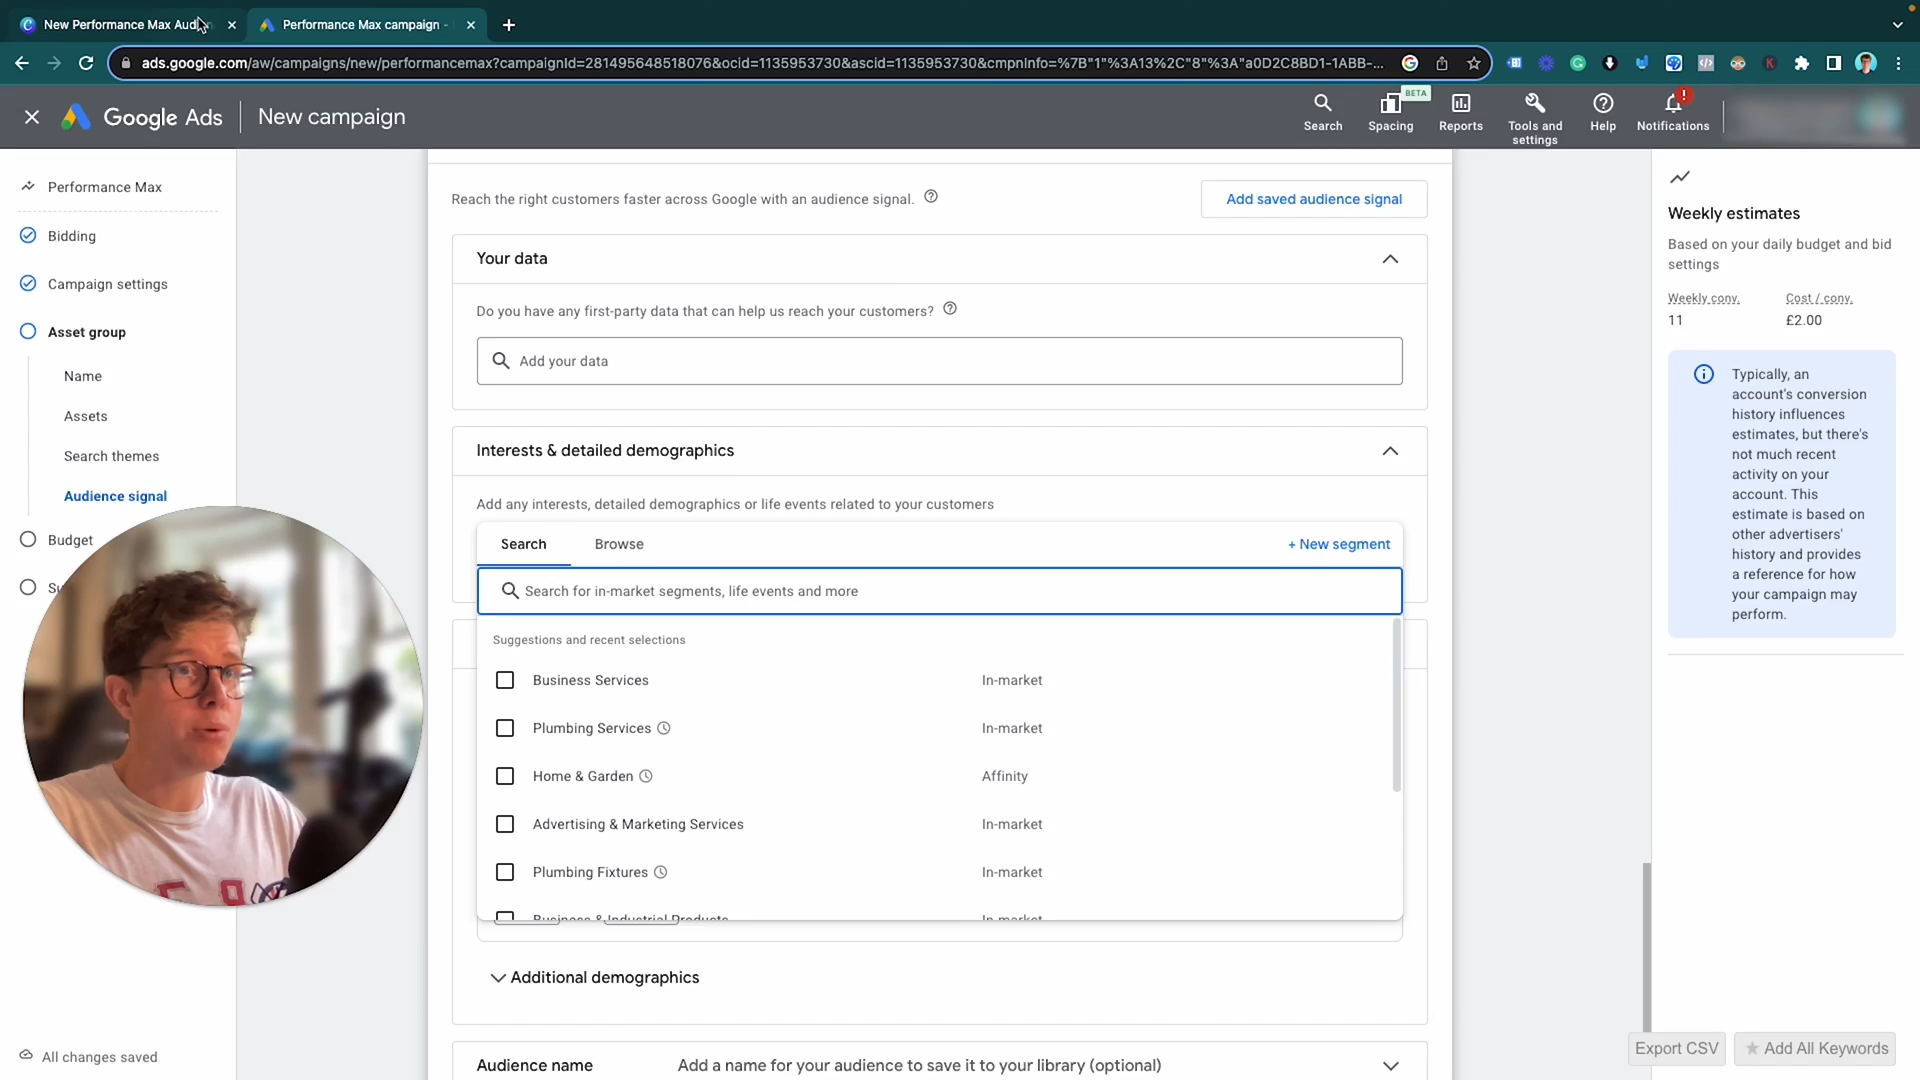 New Performance Max Aud
Performance Max campaign -
ads.google.com/aw/campaigns/new/performancemax?campaignId=281495648518076&ocid=1135953730&ascid=1135953730&cmpnInfo=%7B"1"%3A13%2C"8"%3A"a0D2C8BD1-1ABB-...
Google Ads
New campaign
Search
BETA
Spacing
Reports
Tools and settings
Help
Notifications
Performance Max
Bidding
Campaign settings
Asset group
Name
Assets
Search themes
Audience signal
Budget
All changes saved
Reach the right customers faster across Google with an audience signal.
Add saved audience signal
Your data
Do you have any first-party data that can help us reach your customers?
Add your data
Interests & detailed demographics
Add any interests, detailed demographics or life events related to your customers
Search
Browse
+ New segment
Search for in-market segments, life events and more
Suggestions and recent selections
Business Services In-market
Plumbing Services In-market
Home & Garden Affinity
Advertising & Marketing Services In-market
Plumbing Fixtures In-market
Business & Industrial Products In-market
Additional demographics
Audience name Add a name for your audience to save it to your library (optional)
Weekly estimates
Based on your daily budget and bid
settings
Weekly conv. Cost / conv.
11 £2.00
Typically, an
account's conversion
history influences
estimates, but there's
not much recent
activity on your
account. This
estimate is based on
other advertisers'
history and provides
a reference for how
your campaign may
perform.
Export CSV
Add All Keywords